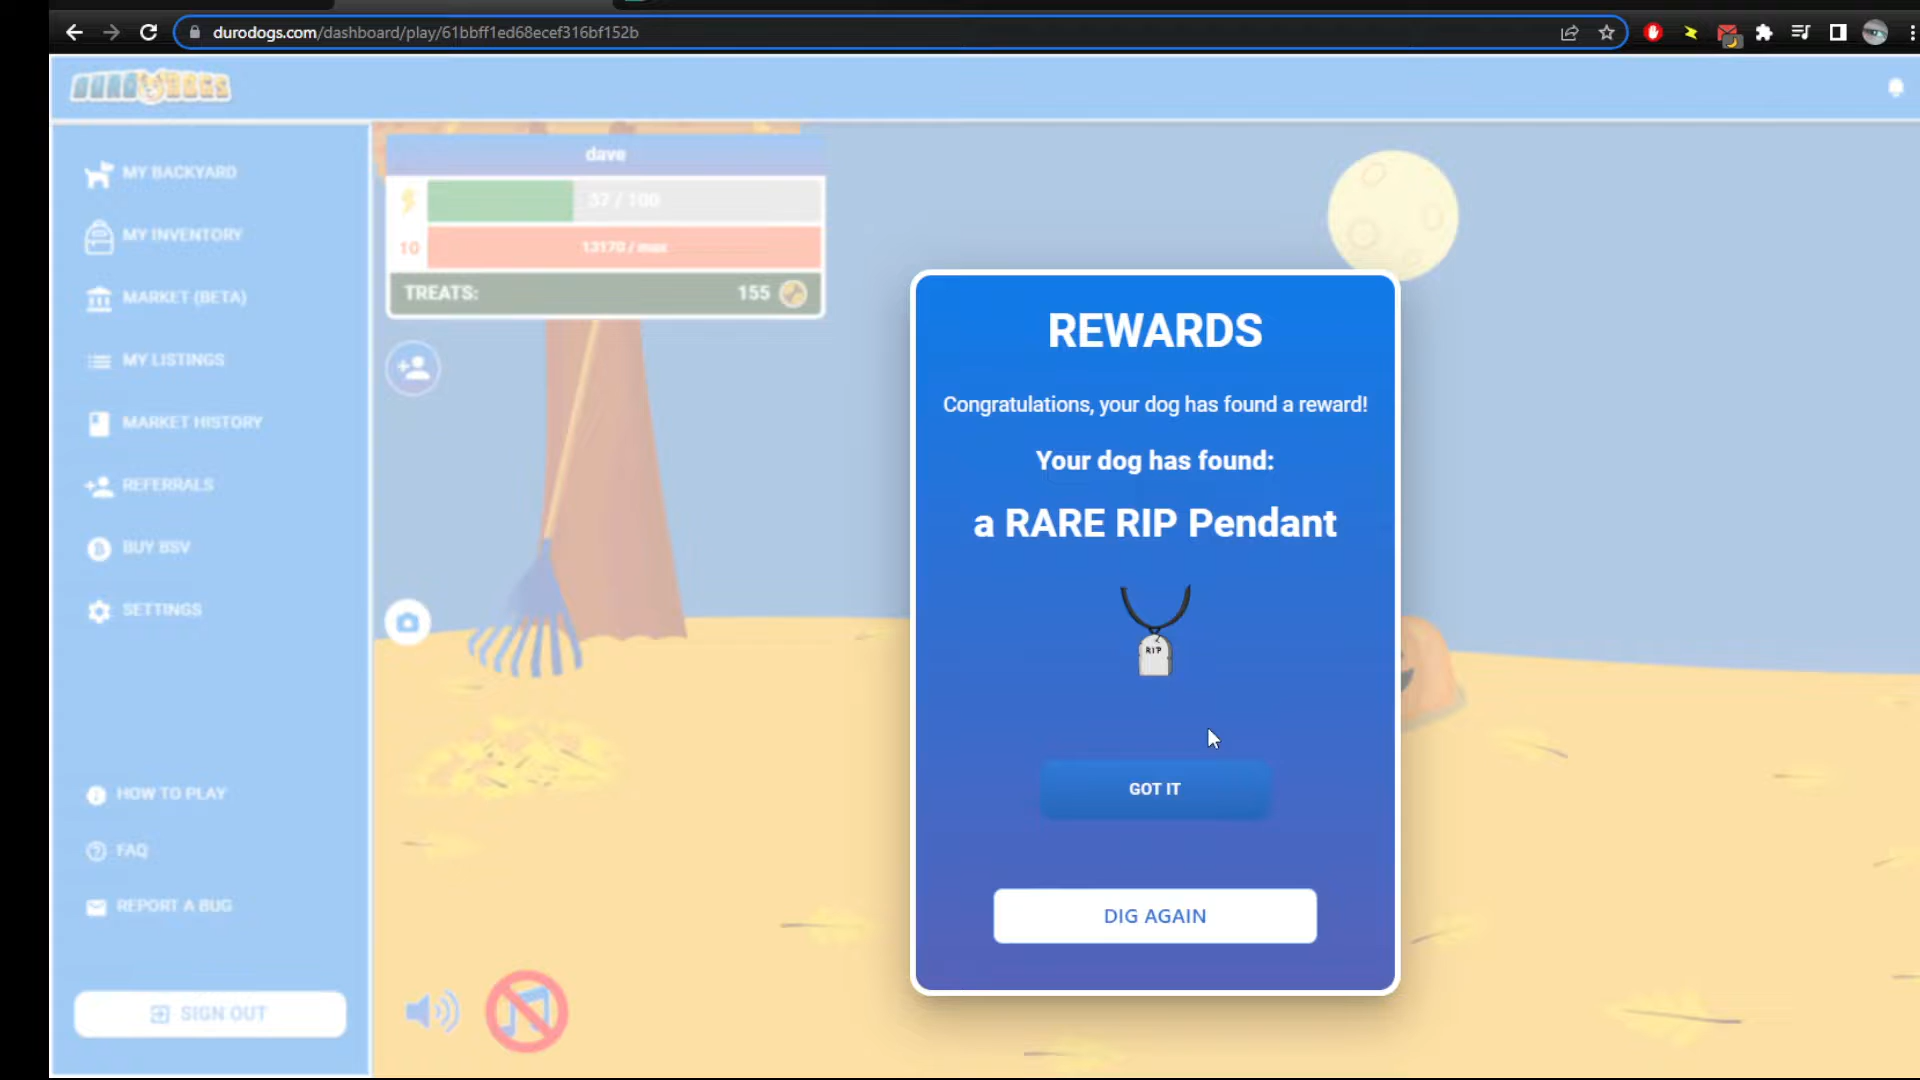 durodogs.com/dashboard/play/61bbff1ed68ecef316bf152b
DURO DOGS
MY BACKYARD
MY INVENTORY
MARKET (BETA)
MY LISTINGS
MARKET HISTORY
REFERRALS
BUY BSV
SETTINGS
HOW TO PLAY
FAQ
REPORT A BUG
SIGN OUT
dave
37 / 100
10
13170 / max
TREATS: 155
REWARDS
Congratulations, your dog has found a reward!
Your dog has found:
a RARE RIP Pendant
RIP
GOT IT
DIG AGAIN